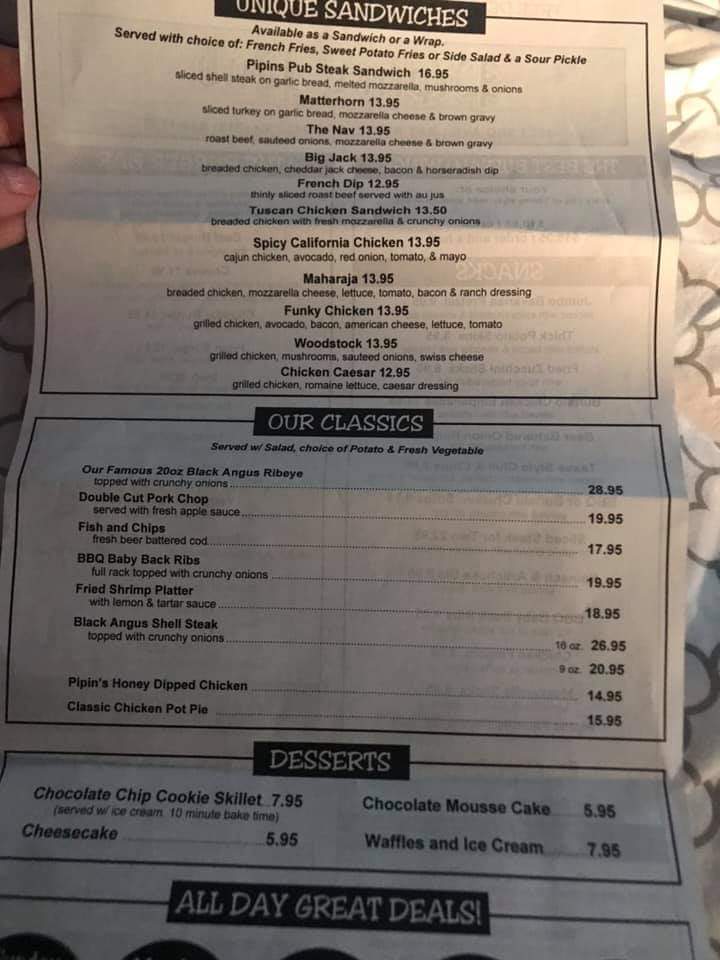 UNIQUE SANDWICHES
Available as a Sandwich or a Wrap.
Served with choice of: French Fries, Sweet Potato Fries or Side Salad & a Sour Pickle
Pipins Pub Steak Sandwich 16.95
sliced shell steak on garlic bread, melted mozzarella, mushrooms & onions
Matterhorn 13.95
sliced turkey on garlic bread, mozzarella cheese & brown gravy
The Nav 13.95
roast beef, sauteed onions, mozzarella cheese & brown gravy
Big Jack 13.95
breaded chicken, cheddar jack cheese, bacon & horseradish dip
French Dip 12.95
thinly sliced roast beef served with au jus
Tuscan Chicken Sandwich 13.50
breaded chicken with fresh mozzarella & crunchy onions
Spicy California Chicken 13.95
cajun chicken, avocado, red onion, tomato, & mayo
Maharaja 13.95
breaded chicken, mozzarella cheese, lettuce, tomato, bacon & ranch dressing
Funky Chicken 13.95
grilled chicken, avocado, bacon, american cheese, lettuce, tomato
Woodstock 13.95
grilled chicken, mushrooms, sauteed onions, swiss cheese
Chicken Caesar 12.95
grilled chicken, romaine lettuce, caesar dressing
OUR CLASSICS
Served w/ Salad, choice of Potato & Fresh Vegetable
Our Famous 20oz Black Angus Ribeye
topped with crunchy onions 28.95
Double Cut Pork Chop
served with fresh apple sauce 19.95
Fish and Chips
fresh beer battered cod 17.95
BBQ Baby Back Ribs
full rack topped with crunchy onions 19.95
Fried Shrimp Platter
with lemon & tartar sauce 18.95
Black Angus Shell Steak
topped with crunchy onions 16 oz. 26.95
9 oz. 20.95
Pipin's Honey Dipped Chicken 14.95
Classic Chicken Pot Pie 15.95
DESSERTS
Chocolate Chip Cookie Skillet 7.95
(served w/ ice cream. 10 minute bake time)
Cheesecake 5.95
Chocolate Mousse Cake 5.95
Waffles and Ice Cream 7.95
ALL DAY GREAT DEALS!